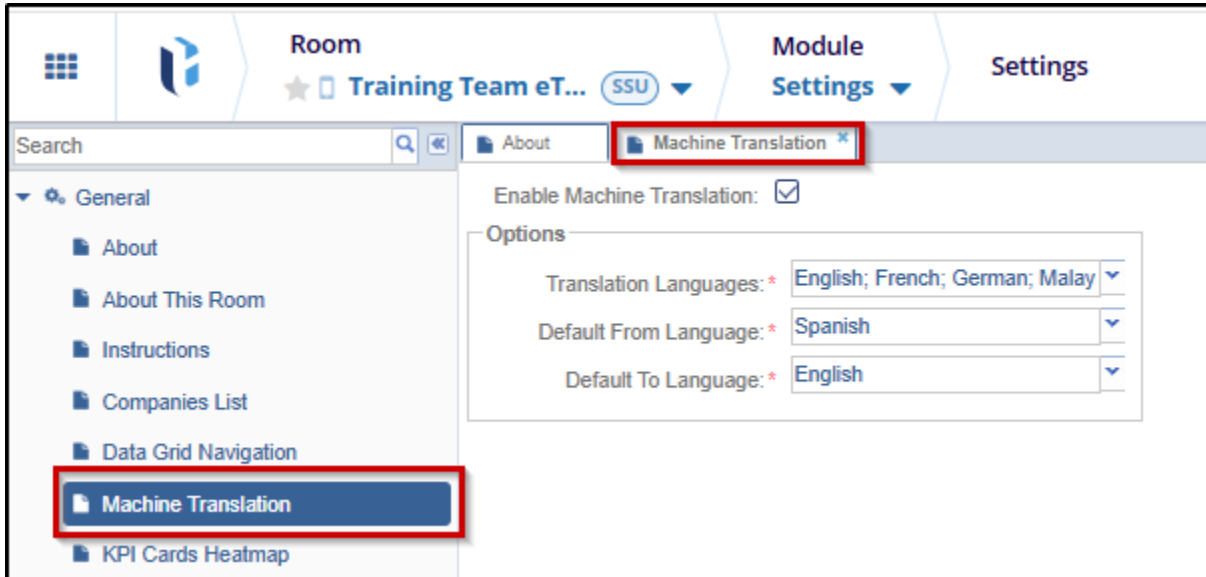 Room
Training Team eT... SSU
Module
Settings
Settings
Search
General
About
About This Room
Instructions
Companies List
Data Grid Navigation
Machine Translation
KPI Cards Heatmap
About
Machine Translation
Enable Machine Translation:
Options
Translation Languages:* English; French; German; Malay
Default From Language:* Spanish
Default To Language:* English